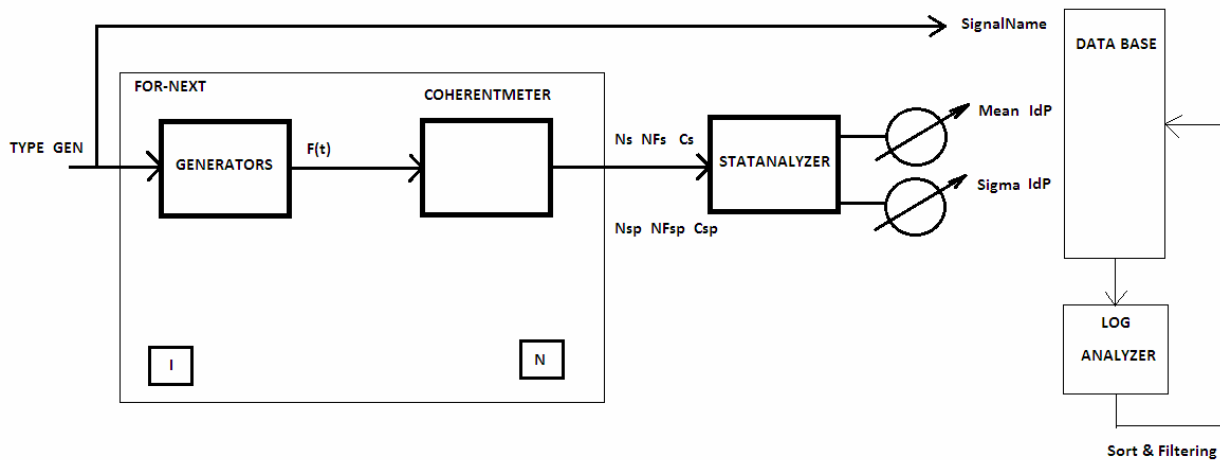 SignalName
DATA BASE
FOR-NEXT
COHERENTMETER
Mean IdP
TYPE GEN
GENERATORS
F(t)
Ns NFs Cs
STATANALYZER
Sigma IdP
Nsp NFsp Csp
LOG
ANALYZER
I
N
Sort & Filtering